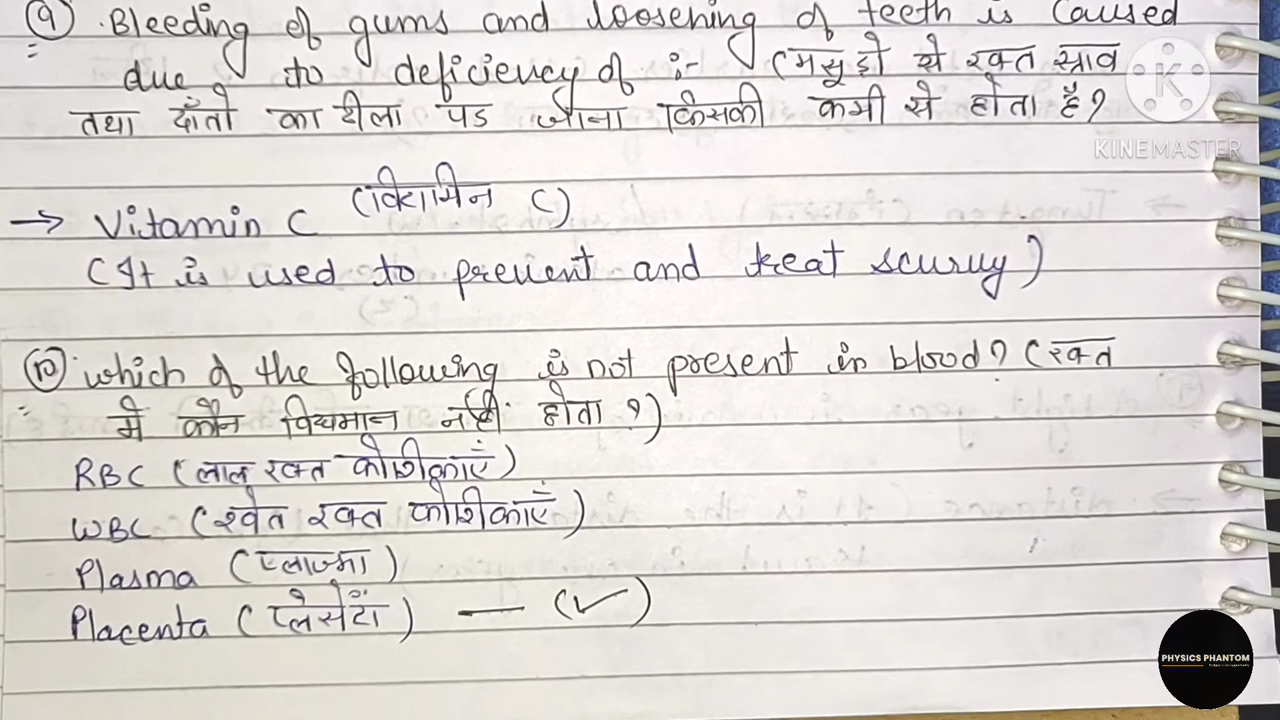 9 Bleeding of gums and loosening of teeth is caused
due to deficiency of :- (मसूड़ो से रक्त स्राव
तथा दाँतो का ढीला पड जाना किसकी कमी से होता है?
(विटामिन C)
→ Vitamin C
(It is used to prevent and treat scurvy)
10 which of the following is not present in blood? (रक्त
मे कौन विद्यमान नही होता ?)
RBC (लाल रक्त कोशीकाएँ)
WBC (श्वेत रक्त कोशीकाएँ)
Plasma (प्लाज्मा)
Placenta (प्लेसेंटा) — (✓)
KINEMASTER
PHYSICS PHANTOM